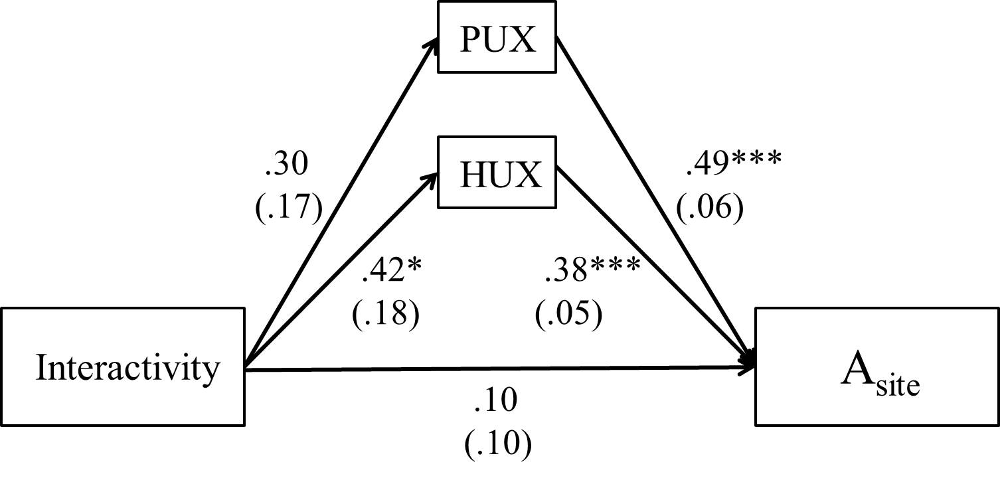 PUX
.30
(.17)
.49***
(.06)
HUX
.42*
(.18)
.38***
(.05)
Interactivity
Asite
.10
(.10)